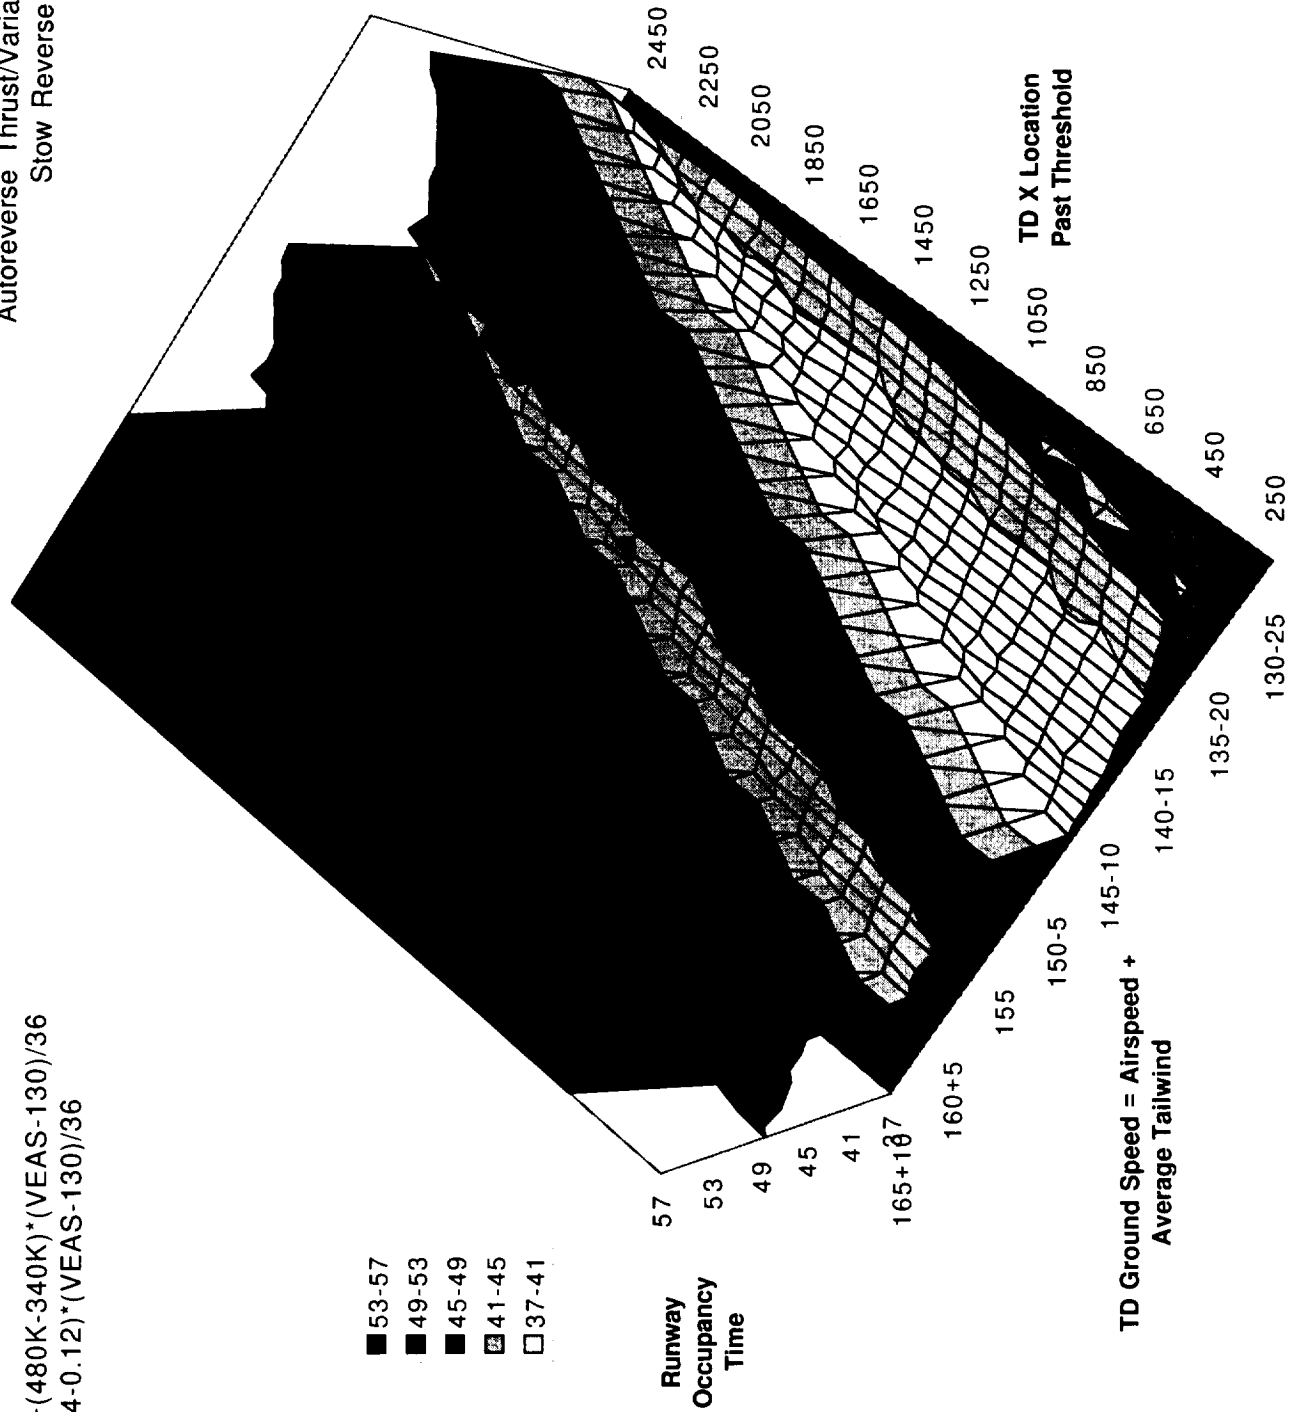 Autoreverse Thrust/Varia
Stow Reverse
(480K-340K)*(VEAS-130)/36
4-0.12)*(VEAS-130)/36
53-57
49-53
45-49
41-45
37-41
Runway
Occupancy
Time
57
53
49
45
41
37
165+10
160+5
155
150-5
145-10
140-15
135-20
130-25
TD Ground Speed = Airspeed +
Average Tailwind
250
450
650
850
1050
1250
1450
1650
1850
2050
2250
2450
TD X Location
Past Threshold